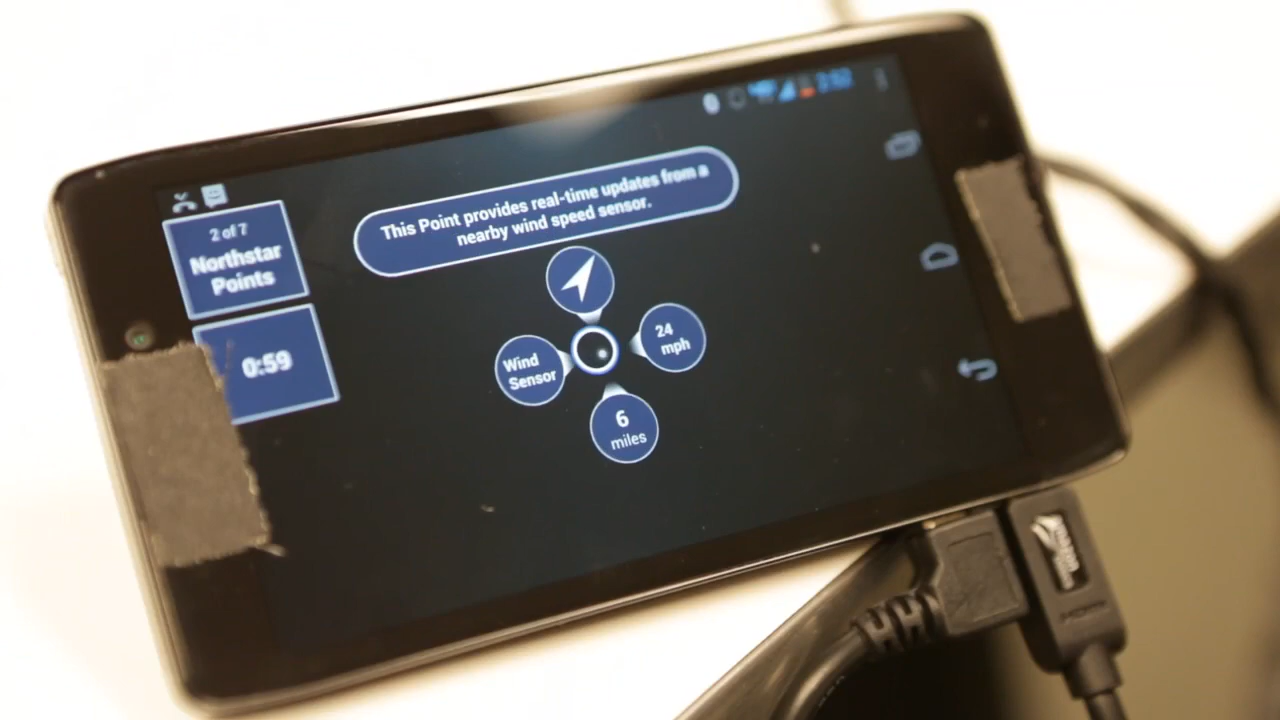 2 of 7
Northstar
Points
0:59
This Point provides real-time updates from a
nearby wind speed sensor.
Wind
Sensor
24
mph
6
miles
HDMI